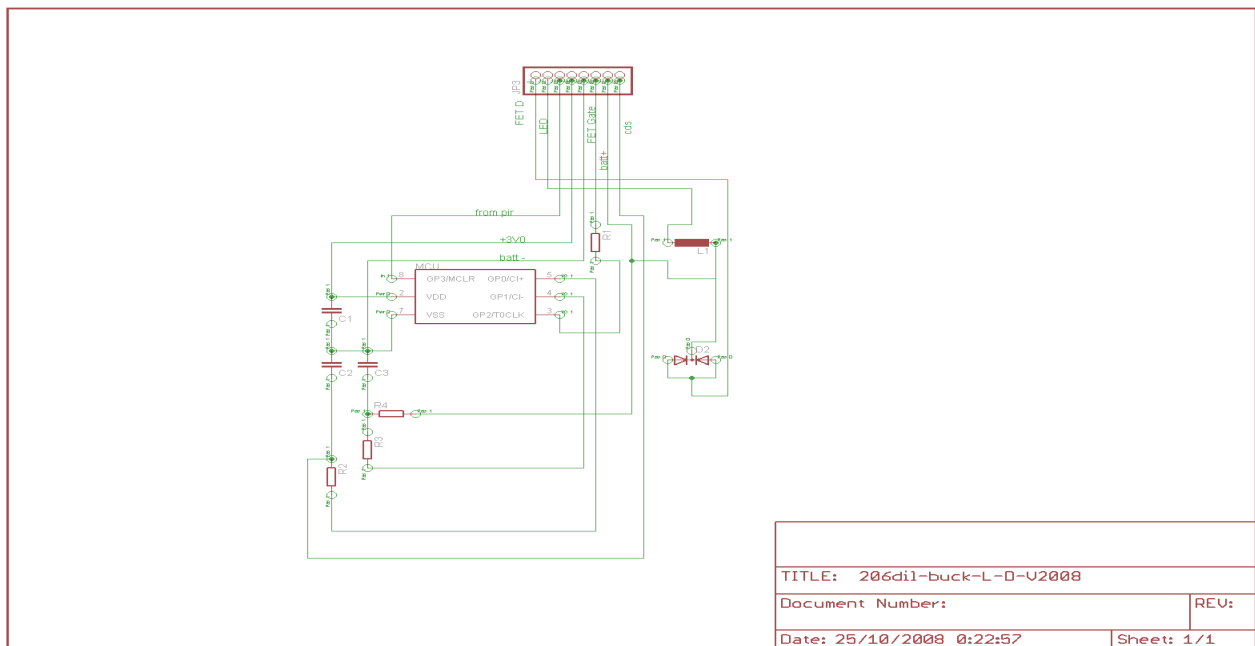 JP3
FET D
LED
FET Gate
batt+
cds
from pir
+3V0
batt -
R1
L1
MCU
8 GP3/MCLR GP0/CI+ 5
2 VDD GP1/CI- 4
7 VSS GP2/T0CLK 3
C1
C2
C3
D2
R4
R3
R2
TITLE: 206dil-buck-L-D-V2008
Document Number:
REV:
Date: 25/10/2008 0:22:57
Sheet: 1/1